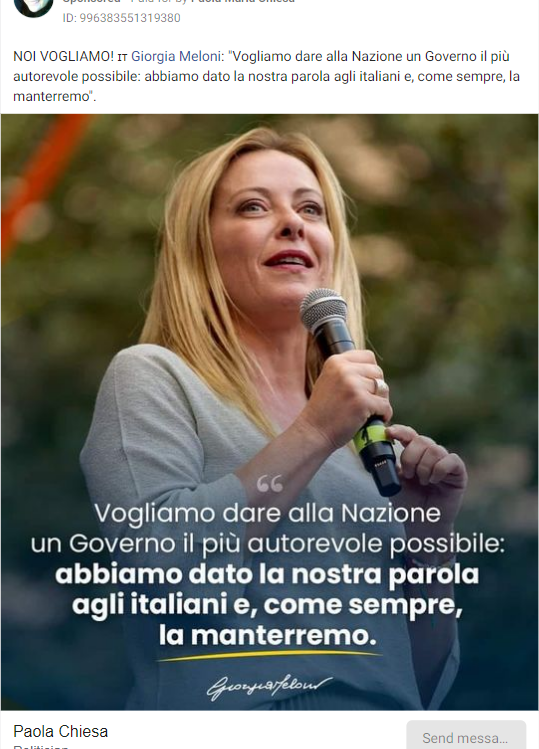 Sponsored • Paid for by Paola Maria Chiesa
ID: 996383551319380
NOI VOGLIAMO! IT Giorgia Meloni: "Vogliamo dare alla Nazione un Governo il più
autorevole possibile: abbiamo dato la nostra parola agli italiani e, come sempre, la
manterremo".
“
Vogliamo dare alla Nazione
un Governo il più autorevole possibile:
abbiamo dato la nostra parola
agli italiani e, come sempre,
la manterremo.
Giorgia Meloni
Paola Chiesa
Politician
Send messa...